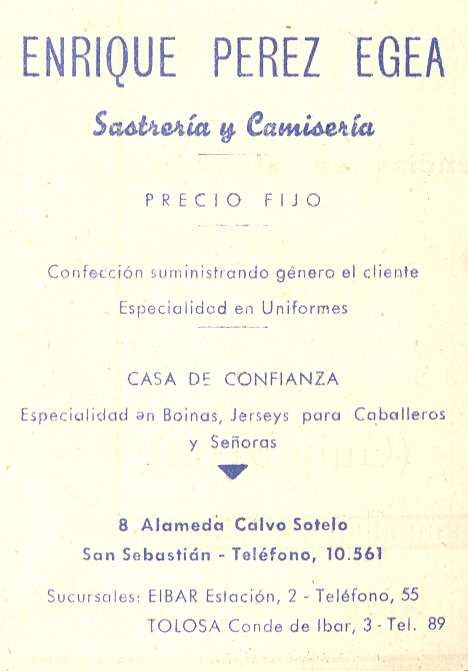 ENRIQUE PEREZ EGEA
Sastrería y Camisería
PRECIO FIJO
Confección suministrando género el cliente
Especialidad en Uniformes
CASA DE CONFIANZA
Especialidad en Boinas, Jerseys para Caballeros
y Señoras
8 Alameda Calvo Sotelo
San Sebastián - Teléfono, 10.561
Sucursales: EIBAR Estación, 2 - Teléfono, 55
TOLOSA Conde de Ibar, 3 - Tel. 89